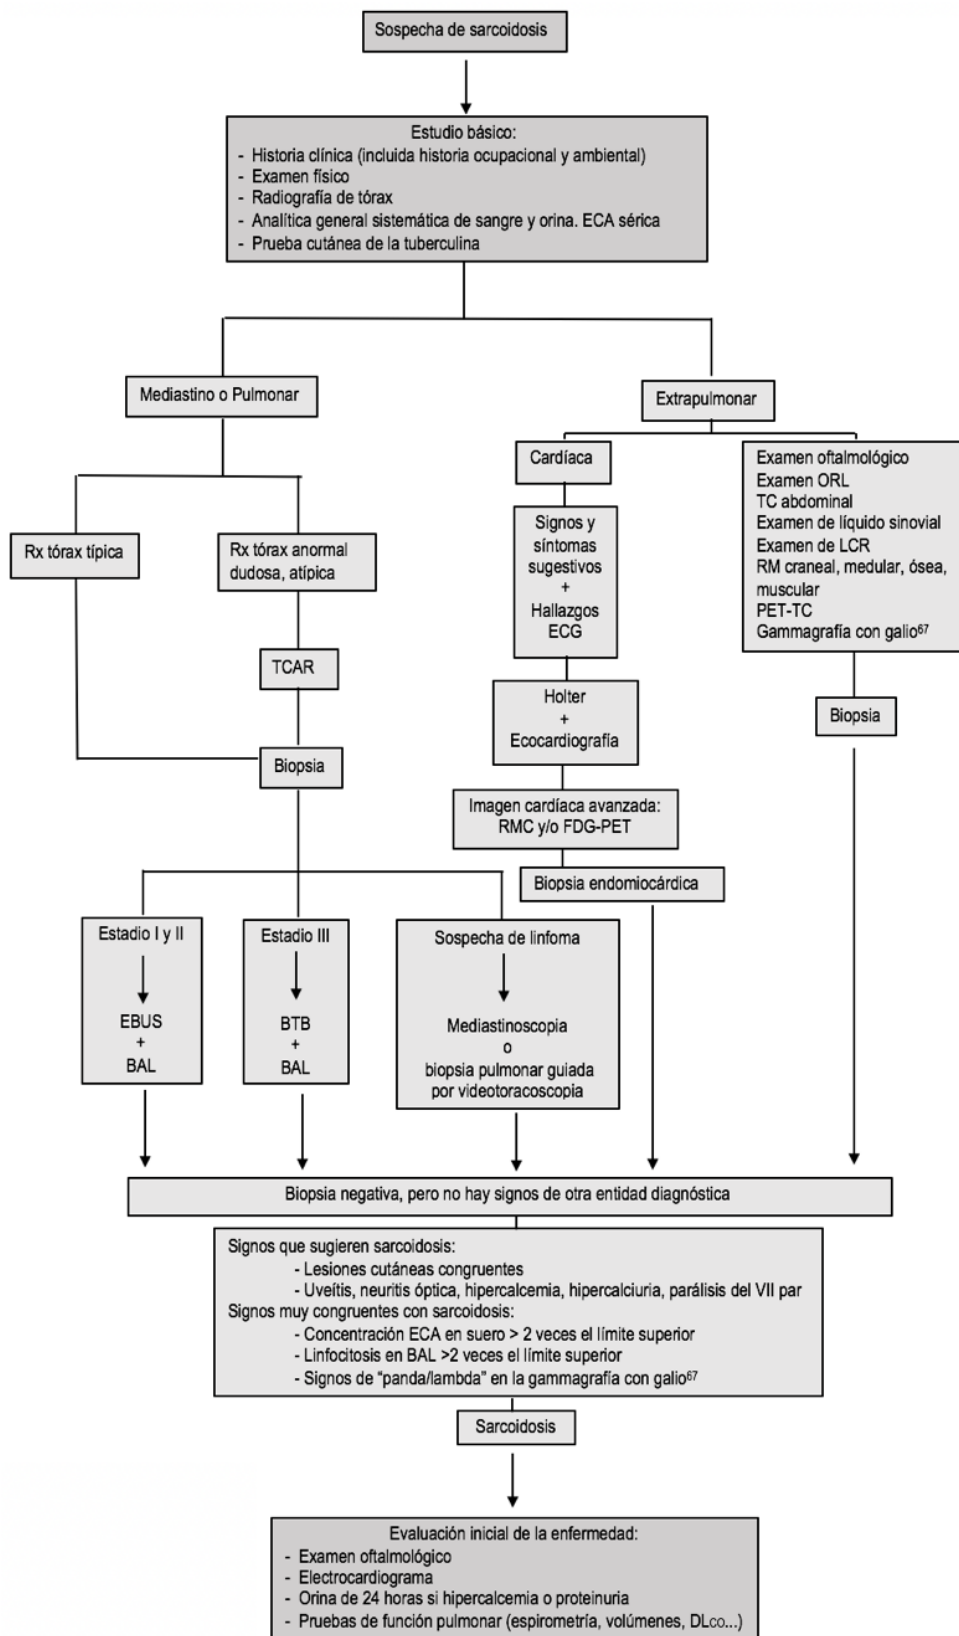 Sospecha de sarcoidosis
Estudio básico:
- Historia clínica (incluida historia ocupacional y ambiental)
- Examen físico
- Radiografía de tórax
- Analítica general sistemática de sangre y orina. ECA sérica
- Prueba cutánea de la tuberculina
Mediastino o Pulmonar
Extrapulmonar
Rx tórax típica
Rx tórax anormal
dudosa, atípica
TCAR
Biopsia
Cardíaca
Signos y
síntomas
sugestivos
+
Hallazgos
ECG
Holter
+
Ecocardiografía
Imagen cardíaca avanzada:
RMC y/o FDG-PET
Biopsia endomiocárdica
Examen oftalmológico
Examen ORL
TC abdominal
Examen de líquido sinovial
Examen de LCR
RM craneal, medular, ósea,
muscular
PET-TC
Gammagrafía con galio⁶⁷
Biopsia
Estadio I y II
EBUS
+
BAL
Estadio III
BTB
+
BAL
Sospecha de linfoma
Mediastinoscopia
o
biopsia pulmonar guiada
por videotoracoscopia
Biopsia negativa, pero no hay signos de otra entidad diagnóstica
Signos que sugieren sarcoidosis:
- Lesiones cutáneas congruentes
- Uveítis, neuritis óptica, hipercalcemia, hipercalciuria, parálisis del VII par
Signos muy congruentes con sarcoidosis:
- Concentración ECA en suero > 2 veces el límite superior
- Linfocitosis en BAL >2 veces el límite superior
- Signos de “panda/lambda” en la gammagrafía con galio⁶⁷
Sarcoidosis
Evaluación inicial de la enfermedad:
- Examen oftalmológico
- Electrocardiograma
- Orina de 24 horas si hipercalcemia o proteinuria
- Pruebas de función pulmonar (espirometría, volúmenes, DLCO...)